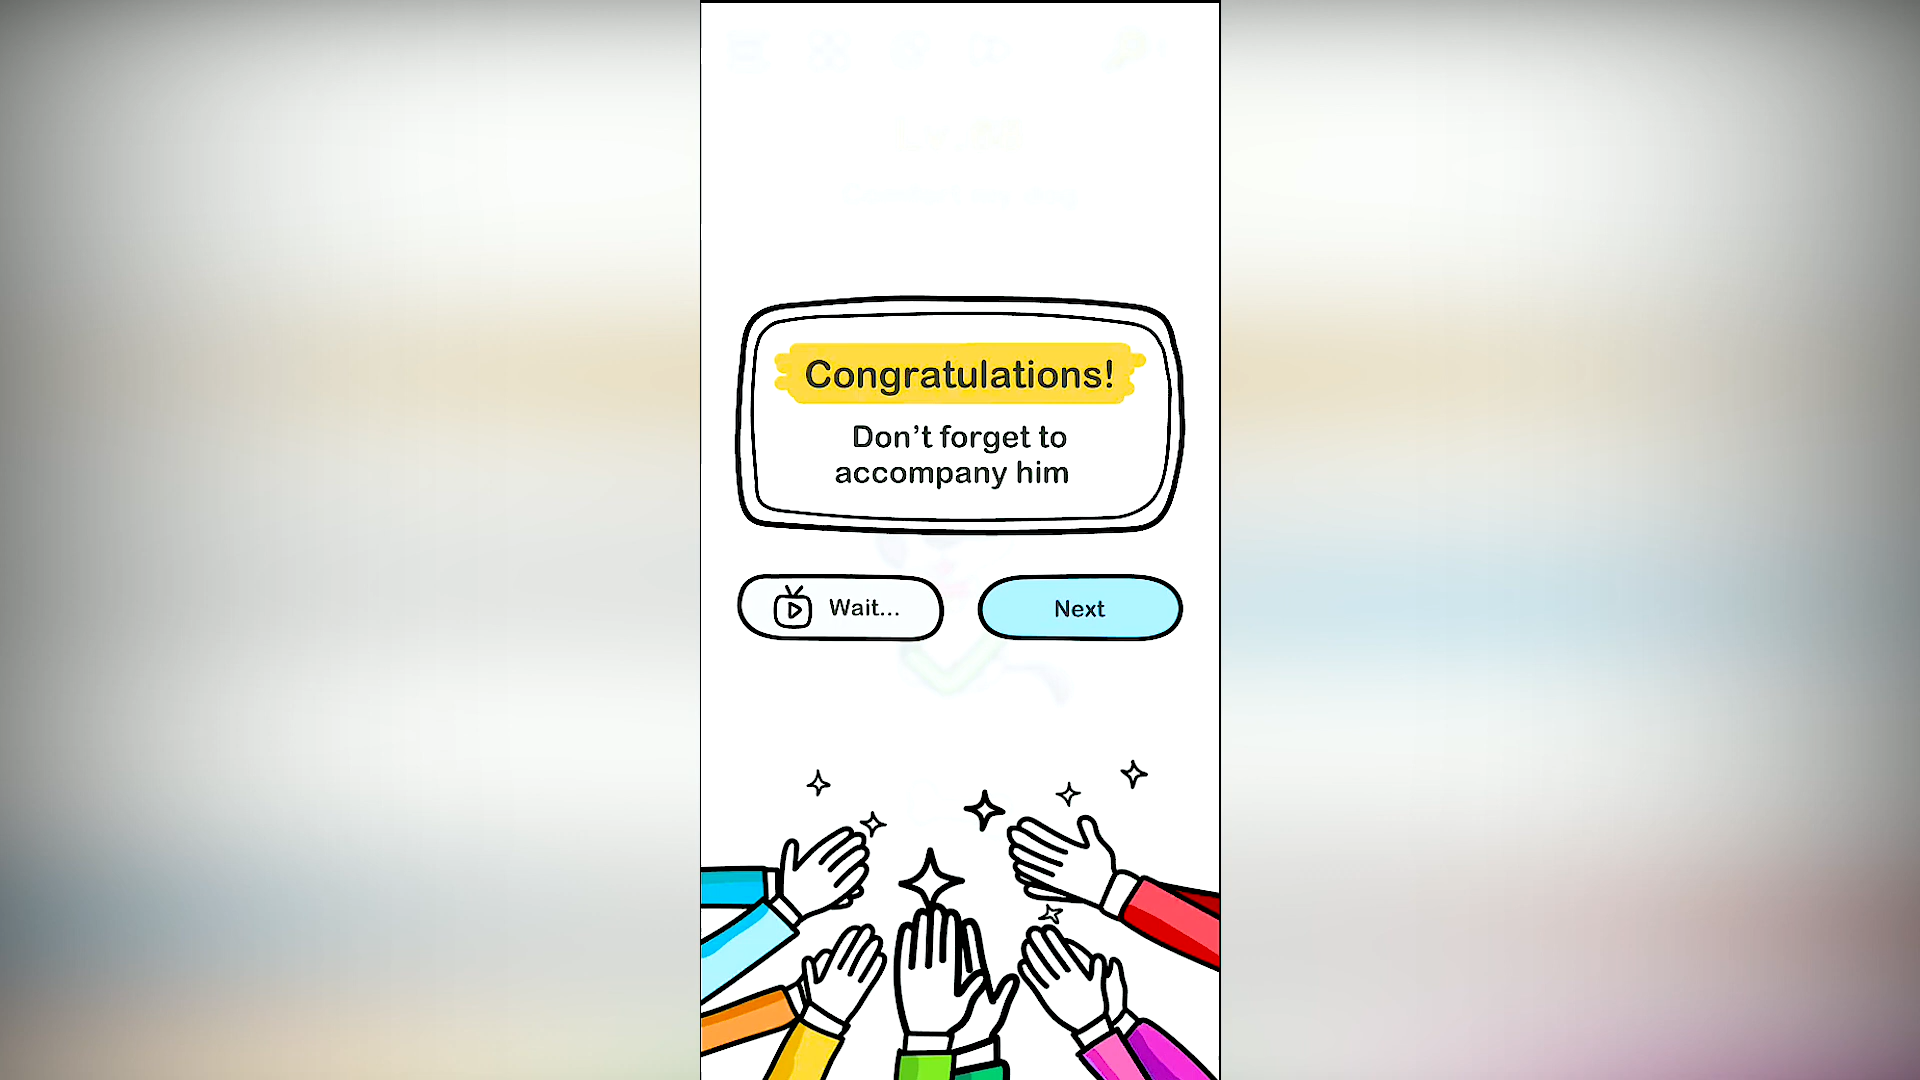 Congratulations!
Don't forget to
accompany him
Wait...
Next